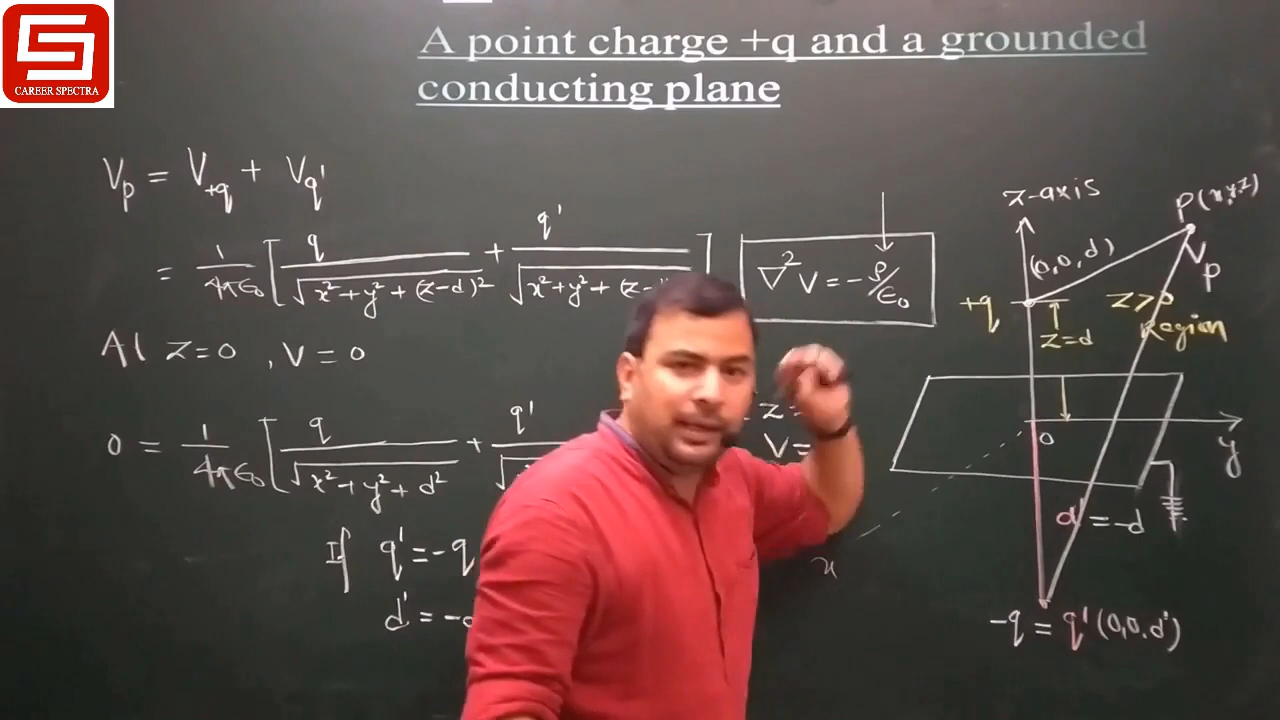 CAREER SPECTRA
A point charge +q and a grounded
conducting plane
Vp = V+q + Vq'
= 1/4πε₀ [ q/√x²+y²+(z-d)² + q'/√x²+y²+(z- ]
∇²V = -ρ/ε₀
At z=0 , V=0
0 = 1/4πε₀ [ q/√x²+y²+d² + q'/√
If q'=-q
d' = -d
z =
V=
z-axis
P(x,y,z)
(0,0,d)
Vp
+q
z>0
Region
z=d
0
y
d' = -d
x
-q = q'(0,0,d')